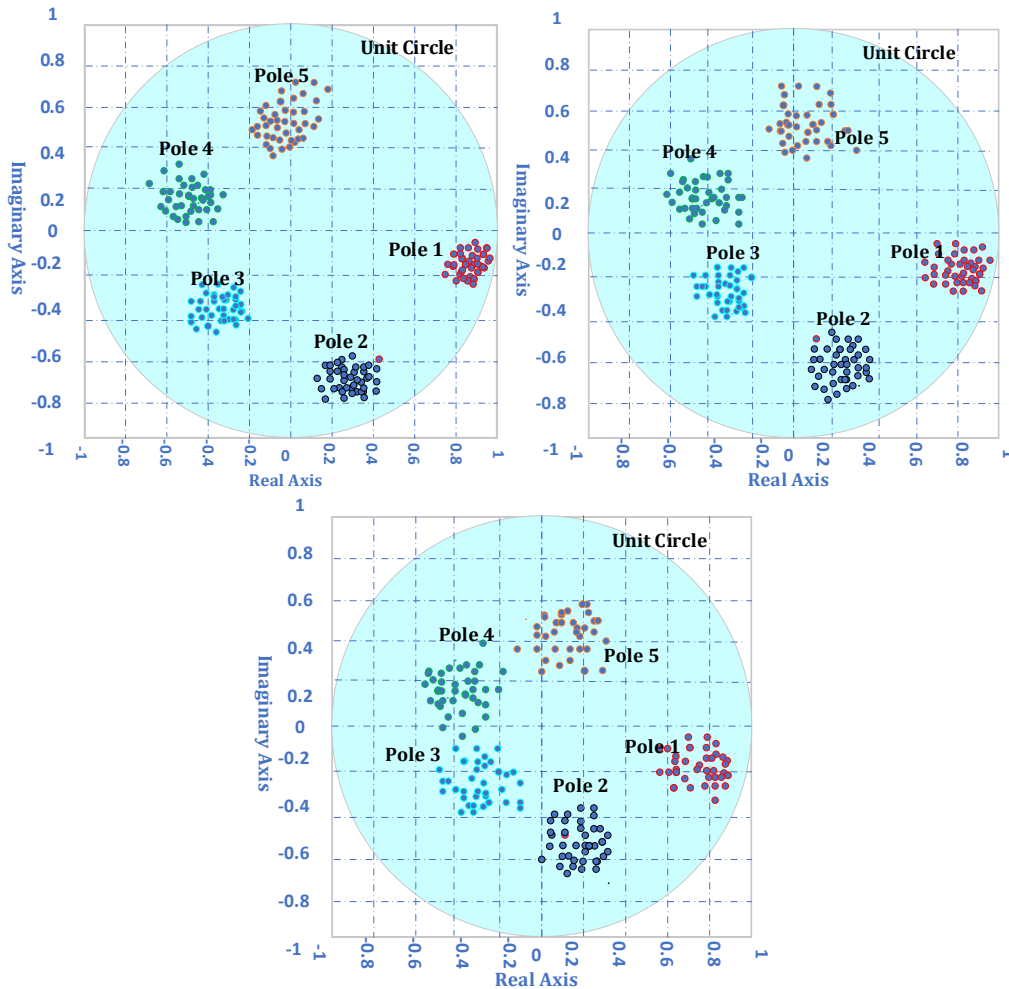 1
Unit Circle
0.8
Pole 5
0.6
0.4
Pole 4
0.2
0
Pole 1
-0.2
Pole 3
-0.4
Pole 2
-0.6
-0.8
-1
-1 -0.8 -0.6 -0.4 -0.2 0 0.2 0.4 0.6 0.8 1
Real Axis
Imaginary Axis
1
Unit Circle
0.8
0.6
Pole 5
0.4
Pole 4
0.2
0
Pole 1
-0.2
Pole 3
-0.4
Pole 2
-0.6
-0.8
-1
-1 -0.8 -0.6 -0.4 -0.2 0 0.2 0.4 0.6 0.8 1
Real Axis
Imaginary Axis
1
Unit Circle
0.8
0.6
Pole 4
0.4
Pole 5
0.2
0
Pole 1
-0.2
Pole 3
Pole 2
-0.4
-0.6
-0.8
-1
-1 -0.8 -0.6 -0.4 -0.2 0 0.2 0.4 0.6 0.8 1
Real Axis
Imaginary Axis